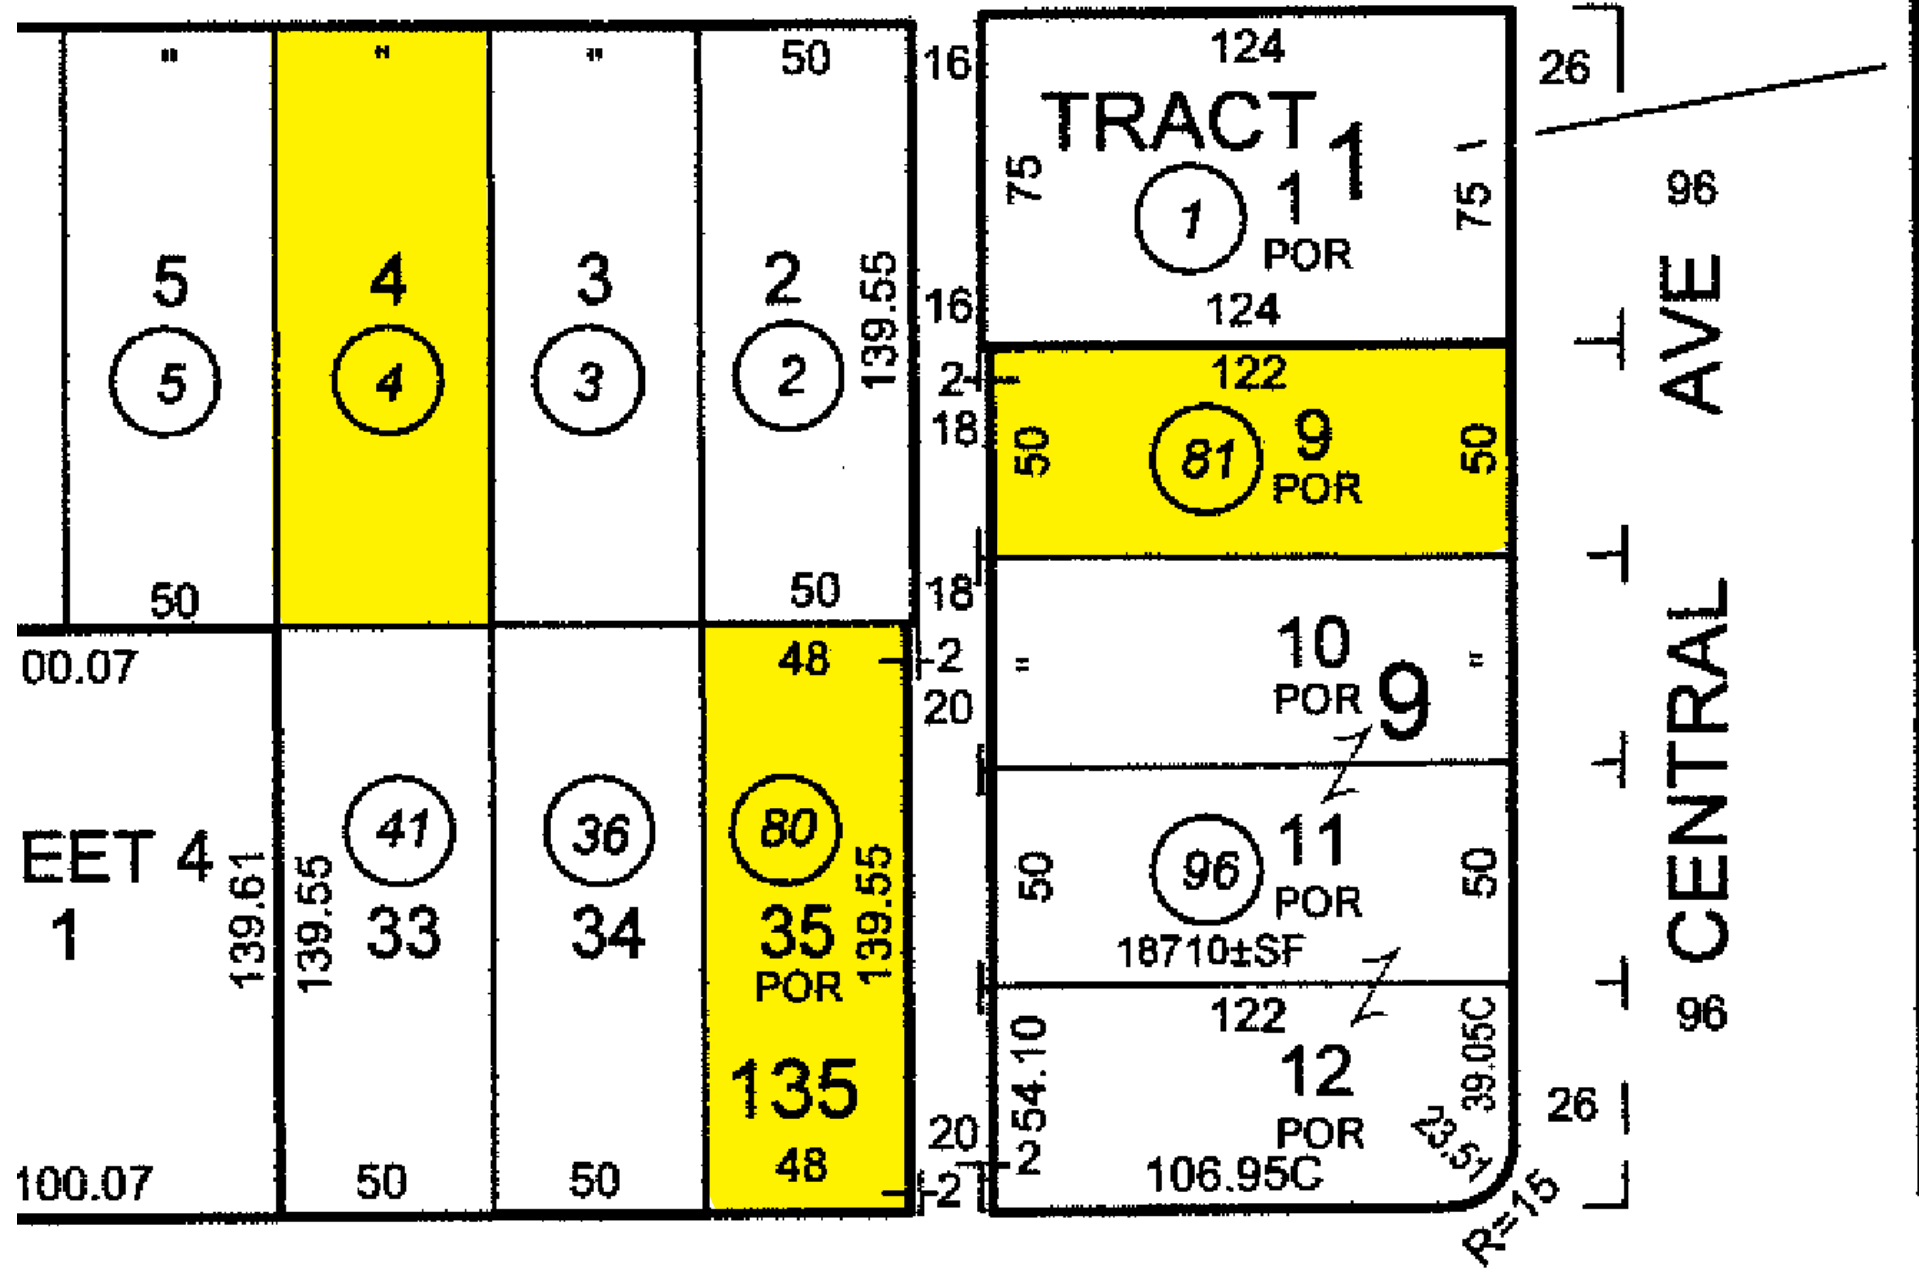 " " " 50 16 124 26
TRACT 1
75 1 1 75 \ 96
POR
5 4 3 2 139.55 16 124 AVE
5 4 3 2 2 122
18 50 81 9 50
POR
50 50 18
00.07 48 2 " 10 " CENTRAL
20 POR 9
EET 4 139.61 139.55 41 36 80 139.55 50 96 11 50
1 33 34 35 POR
POR 18710±SF
122 96
135 254.10 12 39.05C 26
20 POR 23.51
100.07 50 50 48 2 2 106.95C
R=15